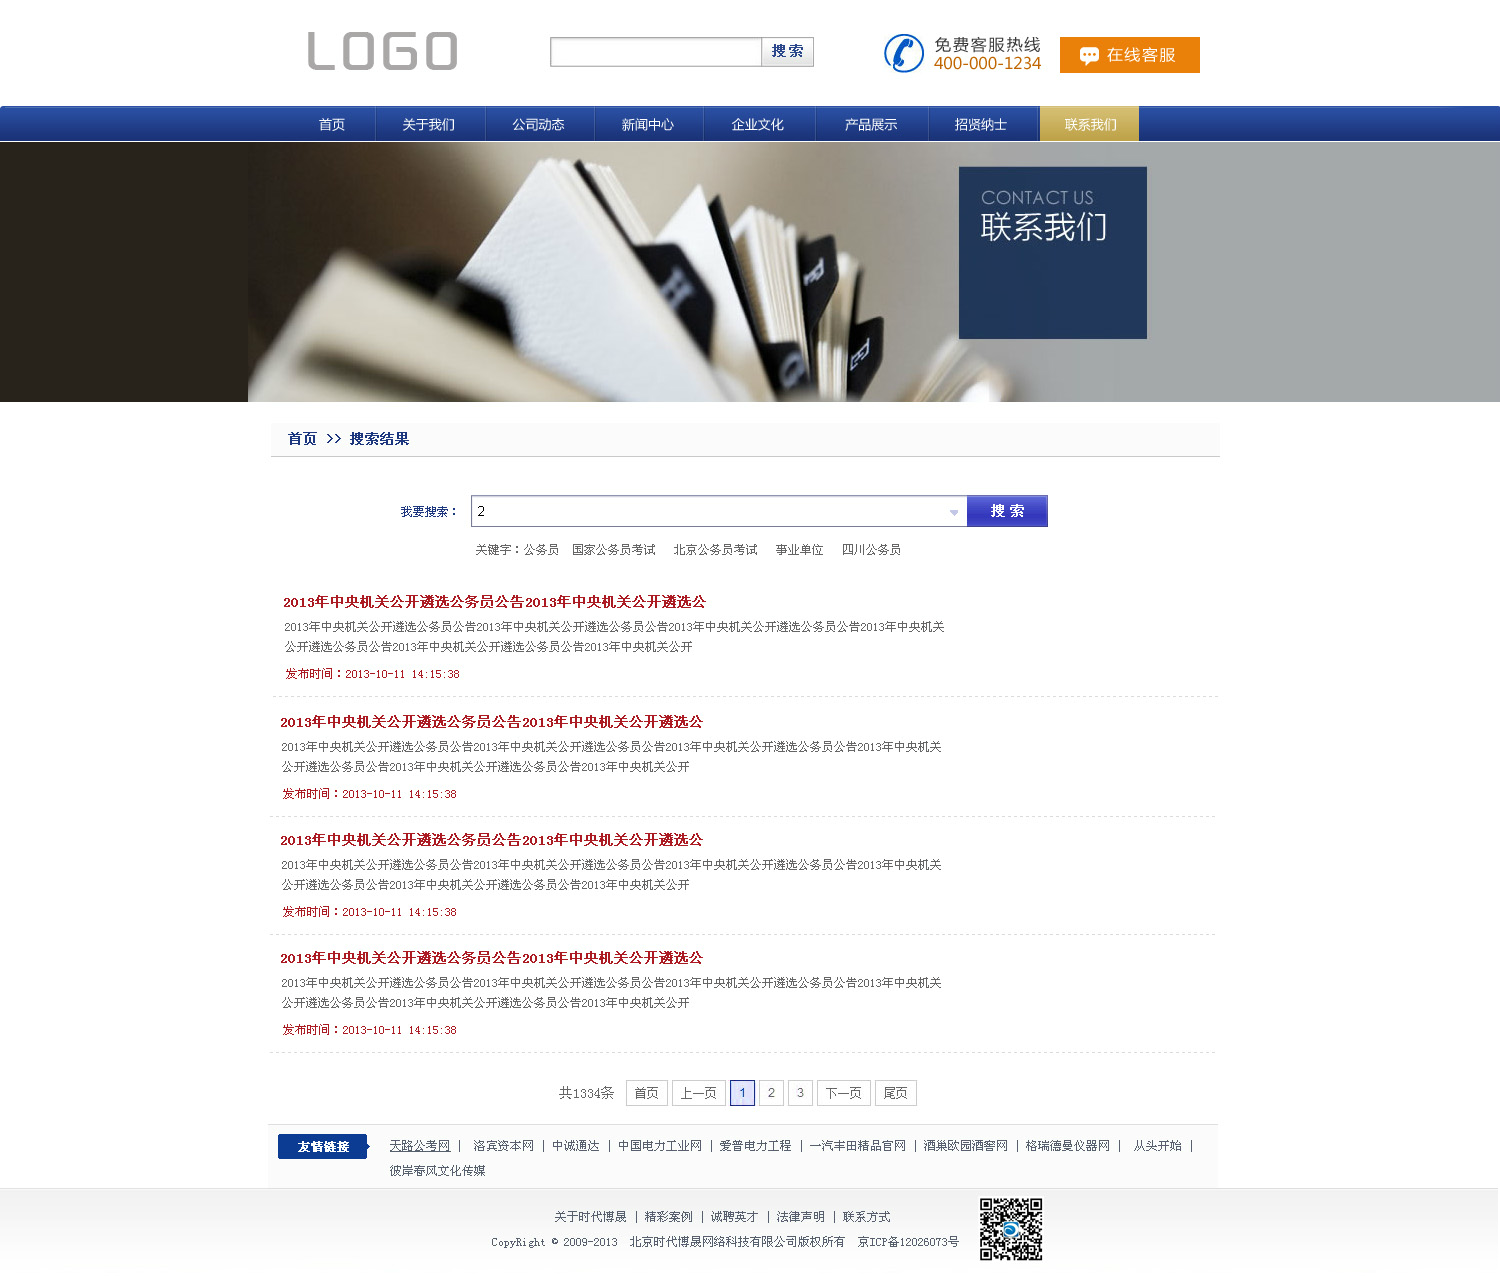 LOGO
搜索
免费客服热线
400-000-1234
在线客服
首页 关于我们 公司动态 新闻中心 企业文化 产品展示 招贤纳士 联系我们
CONTACT US
联系我们
H
首页 >> 搜索结果
我要搜索： 2 搜索
关键字：公务员 国家公务员考试 北京公务员考试 事业单位 四川公务员
2013年中央机关公开遴选公务员公告2013年中央机关公开遴选公
2013年中央机关公开遴选公务员公告2013年中央机关公开遴选公务员公告2013年中央机关公开遴选公务员公告2013年中央机关
公开遴选公务员公告2013年中央机关公开遴选公务员公告2013年中央机关公开
发布时间：2013-10-11 14:15:38
2013年中央机关公开遴选公务员公告2013年中央机关公开遴选公
2013年中央机关公开遴选公务员公告2013年中央机关公开遴选公务员公告2013年中央机关公开遴选公务员公告2013年中央机关
公开遴选公务员公告2013年中央机关公开遴选公务员公告2013年中央机关公开
发布时间：2013-10-11 14:15:38
2013年中央机关公开遴选公务员公告2013年中央机关公开遴选公
2013年中央机关公开遴选公务员公告2013年中央机关公开遴选公务员公告2013年中央机关公开遴选公务员公告2013年中央机关
公开遴选公务员公告2013年中央机关公开遴选公务员公告2013年中央机关公开
发布时间：2013-10-11 14:15:38
2013年中央机关公开遴选公务员公告2013年中央机关公开遴选公
2013年中央机关公开遴选公务员公告2013年中央机关公开遴选公务员公告2013年中央机关公开遴选公务员公告2013年中央机关
公开遴选公务员公告2013年中央机关公开遴选公务员公告2013年中央机关公开
发布时间：2013-10-11 14:15:38
共1334条 首页 上一页 1 2 3 下一页 尾页
友情链接 天路公考网 | 洛宾资本网 | 中诚通达 | 中国电力工业网 | 爱普电力工程 | 一汽丰田精品官网 | 酒巢欧园酒窖网 | 格瑞德曼仪器网 | 从头开始 |
彼岸春风文化传媒
关于时代博晟 | 精彩案例 | 诚聘英才 | 法律声明 | 联系方式
CopyRight © 2009-2013 北京时代博晟网络科技有限公司版权所有 京ICP备12026073号